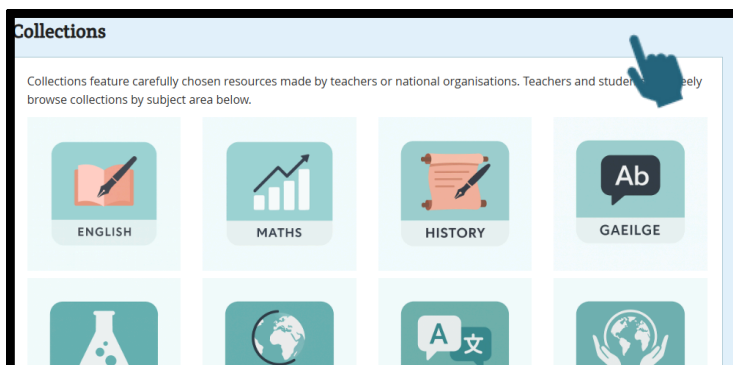 Collections
Collections feature carefully chosen resources made by teachers or national organisations. Teachers and eely
browse collections by subject area below.
ENGLISH
MATHS
HISTORY
Ab
GAEILGE
A 文